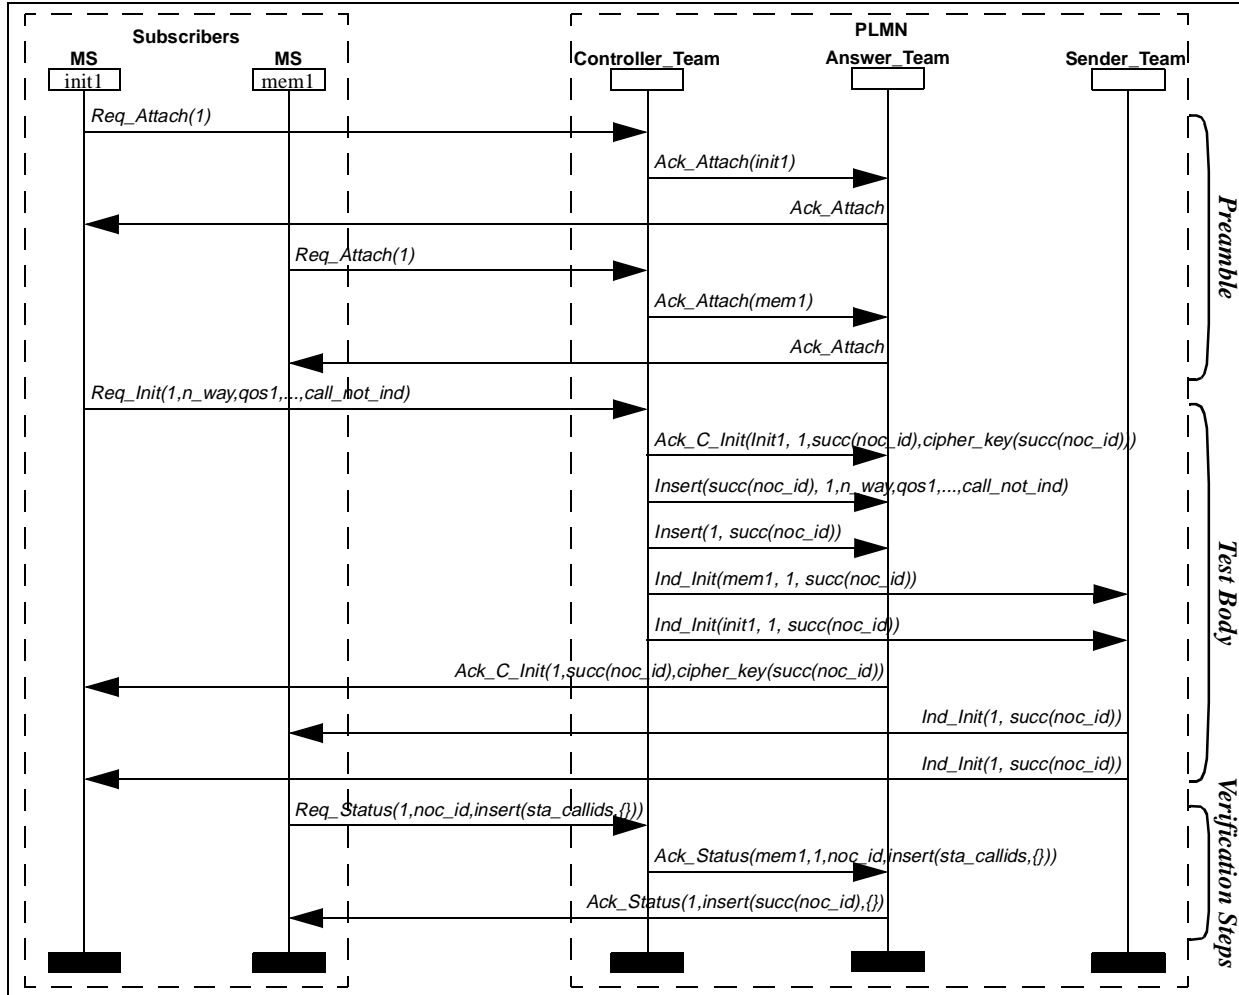 Subscribers
PLMN
MS
MS
Controller_Team
Answer_Team
Sender_Team
init1
mem1
Req_Attach(1)
Ack_Attach(init1)
Ack_Attach
Req_Attach(1)
Ack_Attach(mem1)
Ack_Attach
Preamble
Req_Init(1,n_way,qos1,...,call_not_ind)
Ack_C_Init(Init1, 1,succ(noc_id),cipher_key(succ(noc_id)))
Insert(succ(noc_id), 1,n_way,qos1,...,call_not_ind)
Insert(1, succ(noc_id))
Ind_Init(mem1, 1, succ(noc_id))
Ind_Init(init1, 1, succ(noc_id))
Ack_C_Init(1,succ(noc_id),cipher_key(succ(noc_id))
Ind_Init(1, succ(noc_id))
Ind_Init(1, succ(noc_id))
Test Body
Req_Status(1,noc_id,insert(sta_callids,{}))
Ack_Status(mem1,1,noc_id,insert(sta_callids,{}))
Ack_Status(1,insert(succ(noc_id),{})
Verification Steps